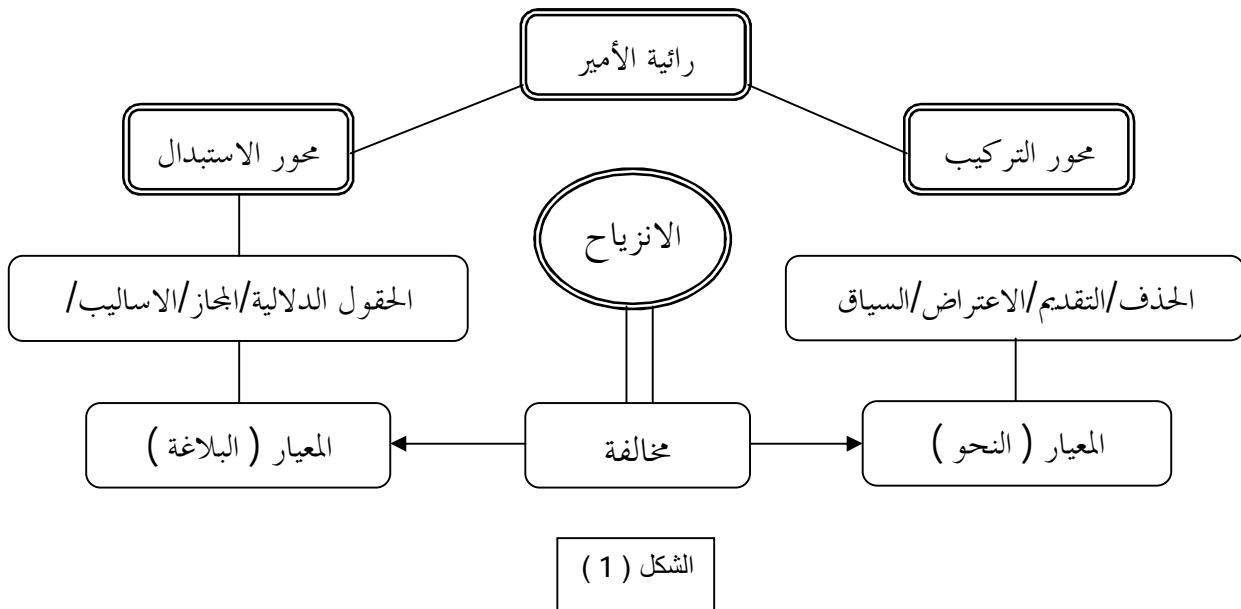 رائية الأمير
محور التركيب
محور الاستبدال
الانزياح
الحذف/التقديم/الاعتراض/السياق
الحقول الدلالية/المجاز/الاساليب/
المعيار ( النحو )
مخالفة
المعيار ( البلاغة )
الشكل ( 1 )